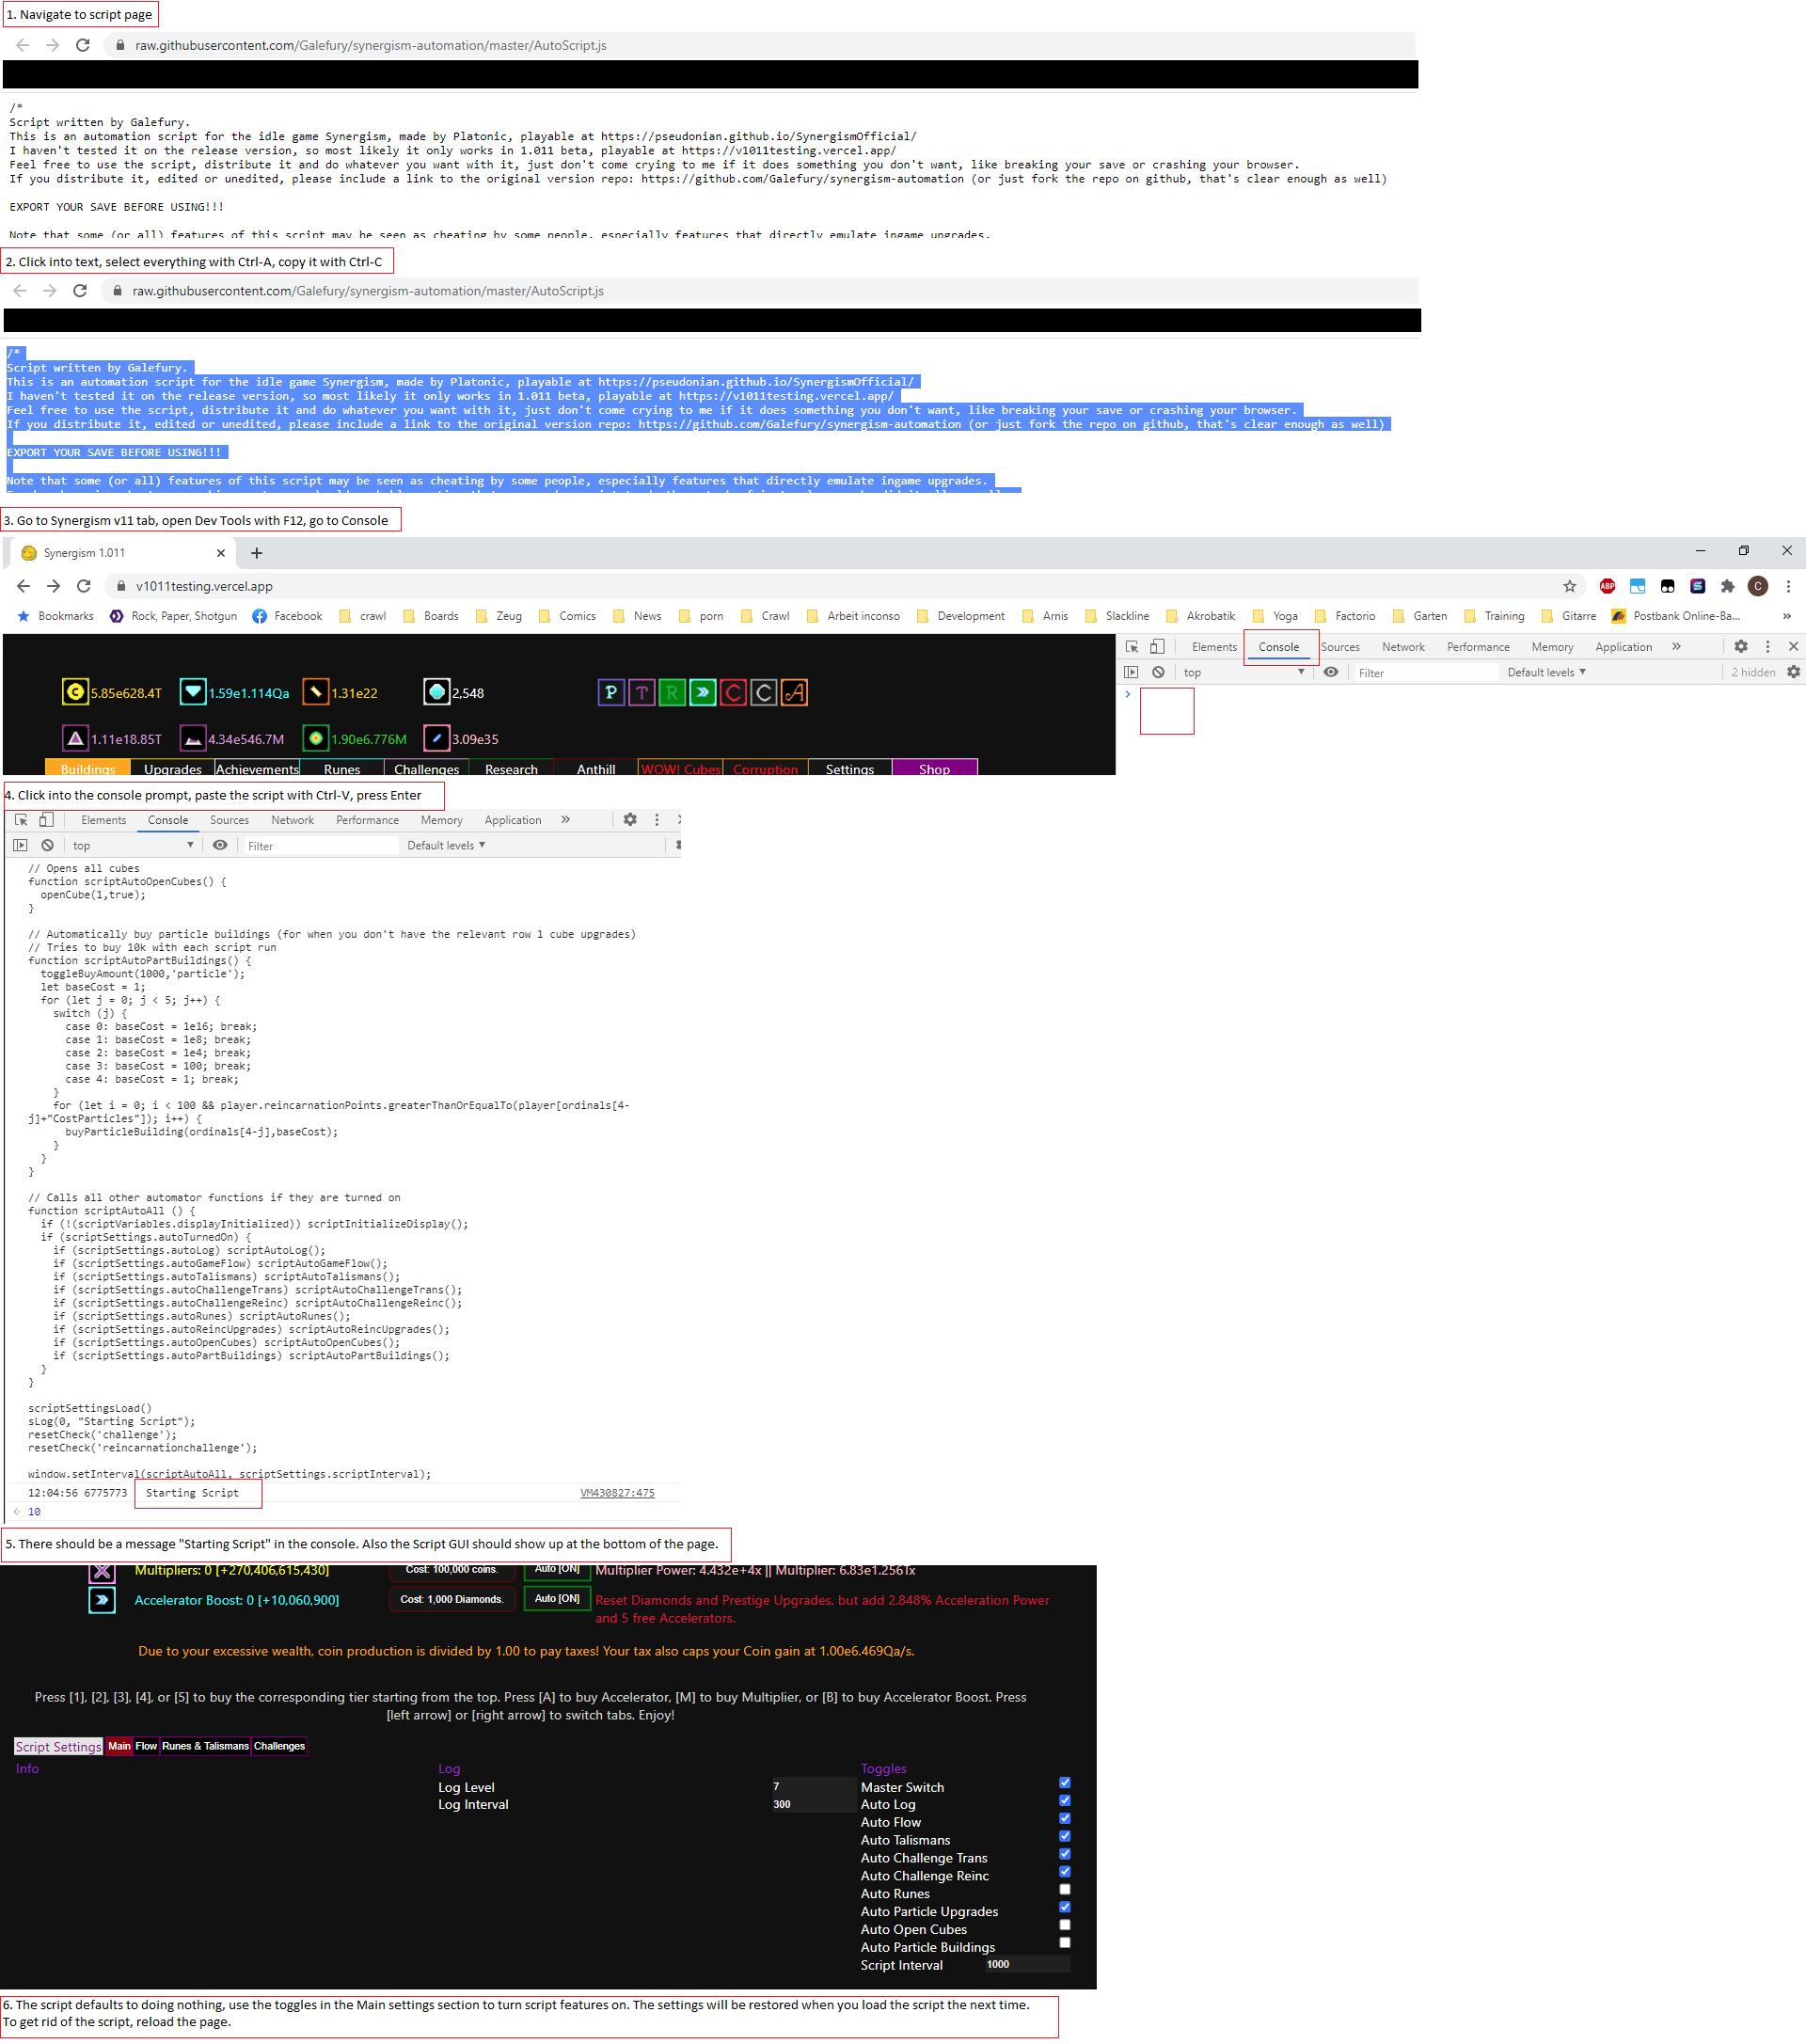 1. Navigate to script page
raw.githubusercontent.com/Galefury/synergism-automation/master/AutoScript.js
/*
Script written by Galefury.
This is an automation script for the idle game Synergism, made by Platonic, playable at https://pseudonian.github.io/SynergismOfficial/
I haven't tested it on the release version, so most likely it only works in 1.011 beta, playable at https://v1011testing.vercel.app/
Feel free to use the script, distribute it and do whatever you want with it, just don't come crying to me if it does something you don't want, like breaking your save or crashing your browser.
If you distribute it, edited or unedited, please include a link to the original version repo: https://github.com/Galefury/synergism-automation (or just fork the repo on github, that's clear enough as well)
EXPORT YOUR SAVE BEFORE USING!!!
Note that some (or all) features of this script may be seen as cheating by some people, especially features that directly emulate ingame upgrades.
2. Click into text, select everything with Ctrl-A, copy it with Ctrl-C
raw.githubusercontent.com/Galefury/synergism-automation/master/AutoScript.js
/*
Script written by Galefury.
This is an automation script for the idle game Synergism, made by Platonic, playable at https://pseudonian.github.io/SynergismOfficial/
I haven't tested it on the release version, so most likely it only works in 1.011 beta, playable at https://v1011testing.vercel.app/
Feel free to use the script, distribute it and do whatever you want with it, just don't come crying to me if it does something you don't want, like breaking your save or crashing your browser.
If you distribute it, edited or unedited, please include a link to the original version repo: https://github.com/Galefury/synergism-automation (or just fork the repo on github, that's clear enough as well)
EXPORT YOUR SAVE BEFORE USING!!!
Note that some (or all) features of this script may be seen as cheating by some people, especially features that directly emulate ingame upgrades.
3. Go to Synergism v11 tab, open Dev Tools with F12, go to Console
Synergism 1.011
v1011testing.vercel.app ABP C
Bookmarks Rock, Paper, Shotgun Facebook crawl Boards Zeug Comics News porn Crawl Arbeit inconso Development Arnis Slackline Akrobatik Yoga Factorio Garten Training Gitarre Postbank Online-Ba... »
Elements Console Sources Network Performance Memory Application »
top Filter Default levels 2 hidden
5.85e628.4T 1.59e1.114Qa 1.31e22 2,548 P T R C C A
1.11e18.85T 4.34e546.7M 1.90e6.776M 3.09e35
Buildings Upgrades Achievements Runes Challenges Research Anthill WOW! Cubes Corruption Settings Shop
4. Click into the console prompt, paste the script with Ctrl-V, press Enter
Elements Console Sources Network Performance Memory Application »
top Filter Default levels
// Opens all cubes
function scriptAutoOpenCubes() {
openCube(1,true);
}
// Automatically buy particle buildings (for when you don't have the relevant row 1 cube upgrades)
// Tries to buy 10k with each script run
function scriptAutoPartBuildings() {
toggleBuyAmount(1000,'particle');
let baseCost = 1;
for (let j = 0; j < 5; j++) {
switch (j) {
case 0: baseCost = 1e16; break;
case 1: baseCost = 1e8; break;
case 2: baseCost = 1e4; break;
case 3: baseCost = 100; break;
case 4: baseCost = 1; break;
}
for (let i = 0; i < 100 && player.reincarnationPoints.greaterThanOrEqualTo(player[ordinals[4-
j]+"CostParticles"]); i++) {
buyParticleBuilding(ordinals[4-j],baseCost);
}
}
}
// Calls all other automator functions if they are turned on
function scriptAutoAll () {
if (!(scriptVariables.displayInitialized)) scriptInitializeDisplay();
if (scriptSettings.autoTurnedOn) {
if (scriptSettings.autoLog) scriptAutoLog();
if (scriptSettings.autoGameFlow) scriptAutoGameFlow();
if (scriptSettings.autoTalismans) scriptAutoTalismans();
if (scriptSettings.autoChallengeTrans) scriptAutoChallengeTrans();
if (scriptSettings.autoChallengeReinc) scriptAutoChallengeReinc();
if (scriptSettings.autoRunes) scriptAutoRunes();
if (scriptSettings.autoReincUpgrades) scriptAutoReincUpgrades();
if (scriptSettings.autoOpenCubes) scriptAutoOpenCubes();
if (scriptSettings.autoPartBuildings) scriptAutoPartBuildings();
}
}
scriptSettingsLoad()
sLog(0, "Starting Script");
resetCheck('challenge');
resetCheck('reincarnationchallenge');
window.setInterval(scriptAutoAll, scriptSettings.scriptInterval);
12:04:56 6775773 Starting Script VM430827:475
10
5. There should be a message "Starting Script" in the console. Also the Script GUI should show up at the bottom of the page.
Multipliers: 0 [+270,406,615,430] Cost: 100,000 coins. Auto [ON] Multiplier Power: 4.432e+4x || Multiplier: 6.83e1.256Tx
Accelerator Boost: 0 [+10,060,900] Cost: 1,000 Diamonds. Auto [ON] Reset Diamonds and Prestige Upgrades, but add 2.848% Acceleration Power
and 5 free Accelerators.
Due to your excessive wealth, coin production is divided by 1.00 to pay taxes! Your tax also caps your Coin gain at 1.00e6.469Qa/s.
Press [1], [2], [3], [4], or [5] to buy the corresponding tier starting from the top. Press [A] to buy Accelerator, [M] to buy Multiplier, or [B] to buy Accelerator Boost. Press
[left arrow] or [right arrow] to switch tabs. Enjoy!
Script Settings Main Flow Runes & Talismans Challenges
Info Log Toggles
Log Level 7 Master Switch
Log Interval 300 Auto Log
Auto Flow
Auto Talismans
Auto Challenge Trans
Auto Challenge Reinc
Auto Runes
Auto Particle Upgrades
Auto Open Cubes
Auto Particle Buildings
Script Interval 1000
6. The script defaults to doing nothing, use the toggles in the Main settings section to turn script features on. The settings will be restored when you load the script the next time.
To get rid of the script, reload the page.